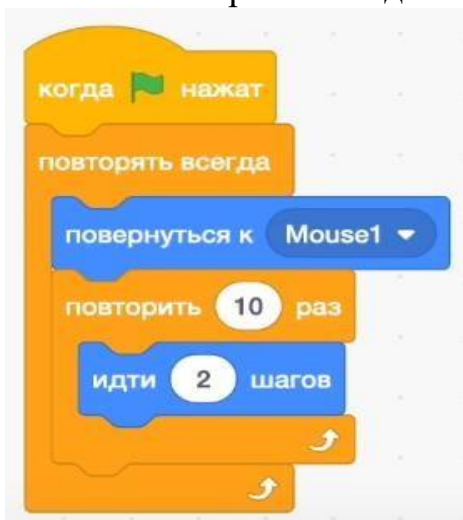 когда нажат
повторять всегда
повернуться к Mouse1
повторить 10 раз
идти 2 шагов